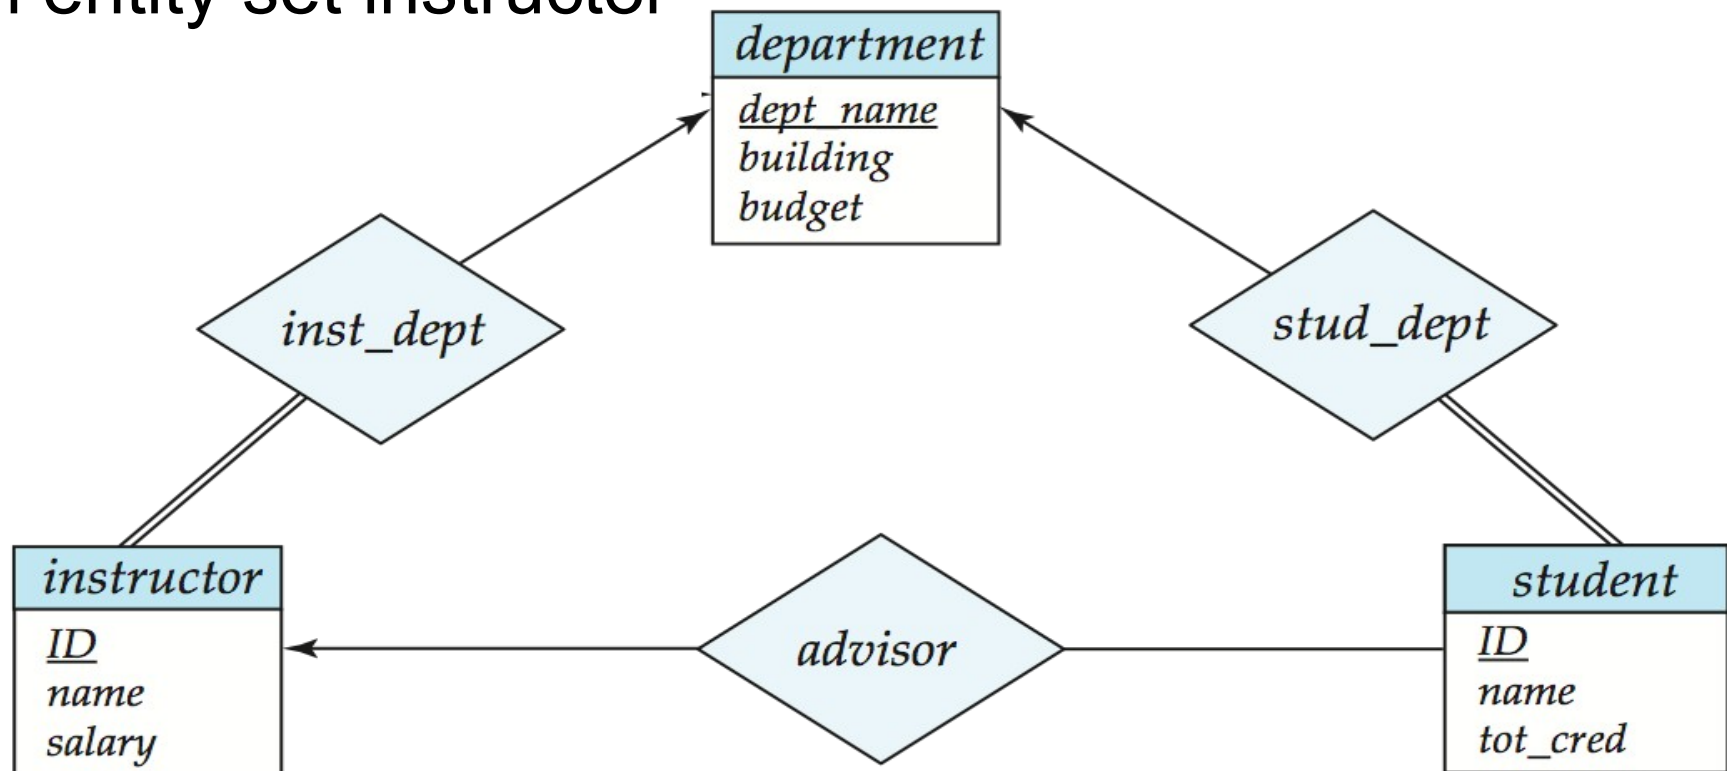 entity set instructor
department
dept_name
building
budget
inst_dept
stud_dept
instructor
ID
name
salary
advisor
student
ID
name
tot_cred